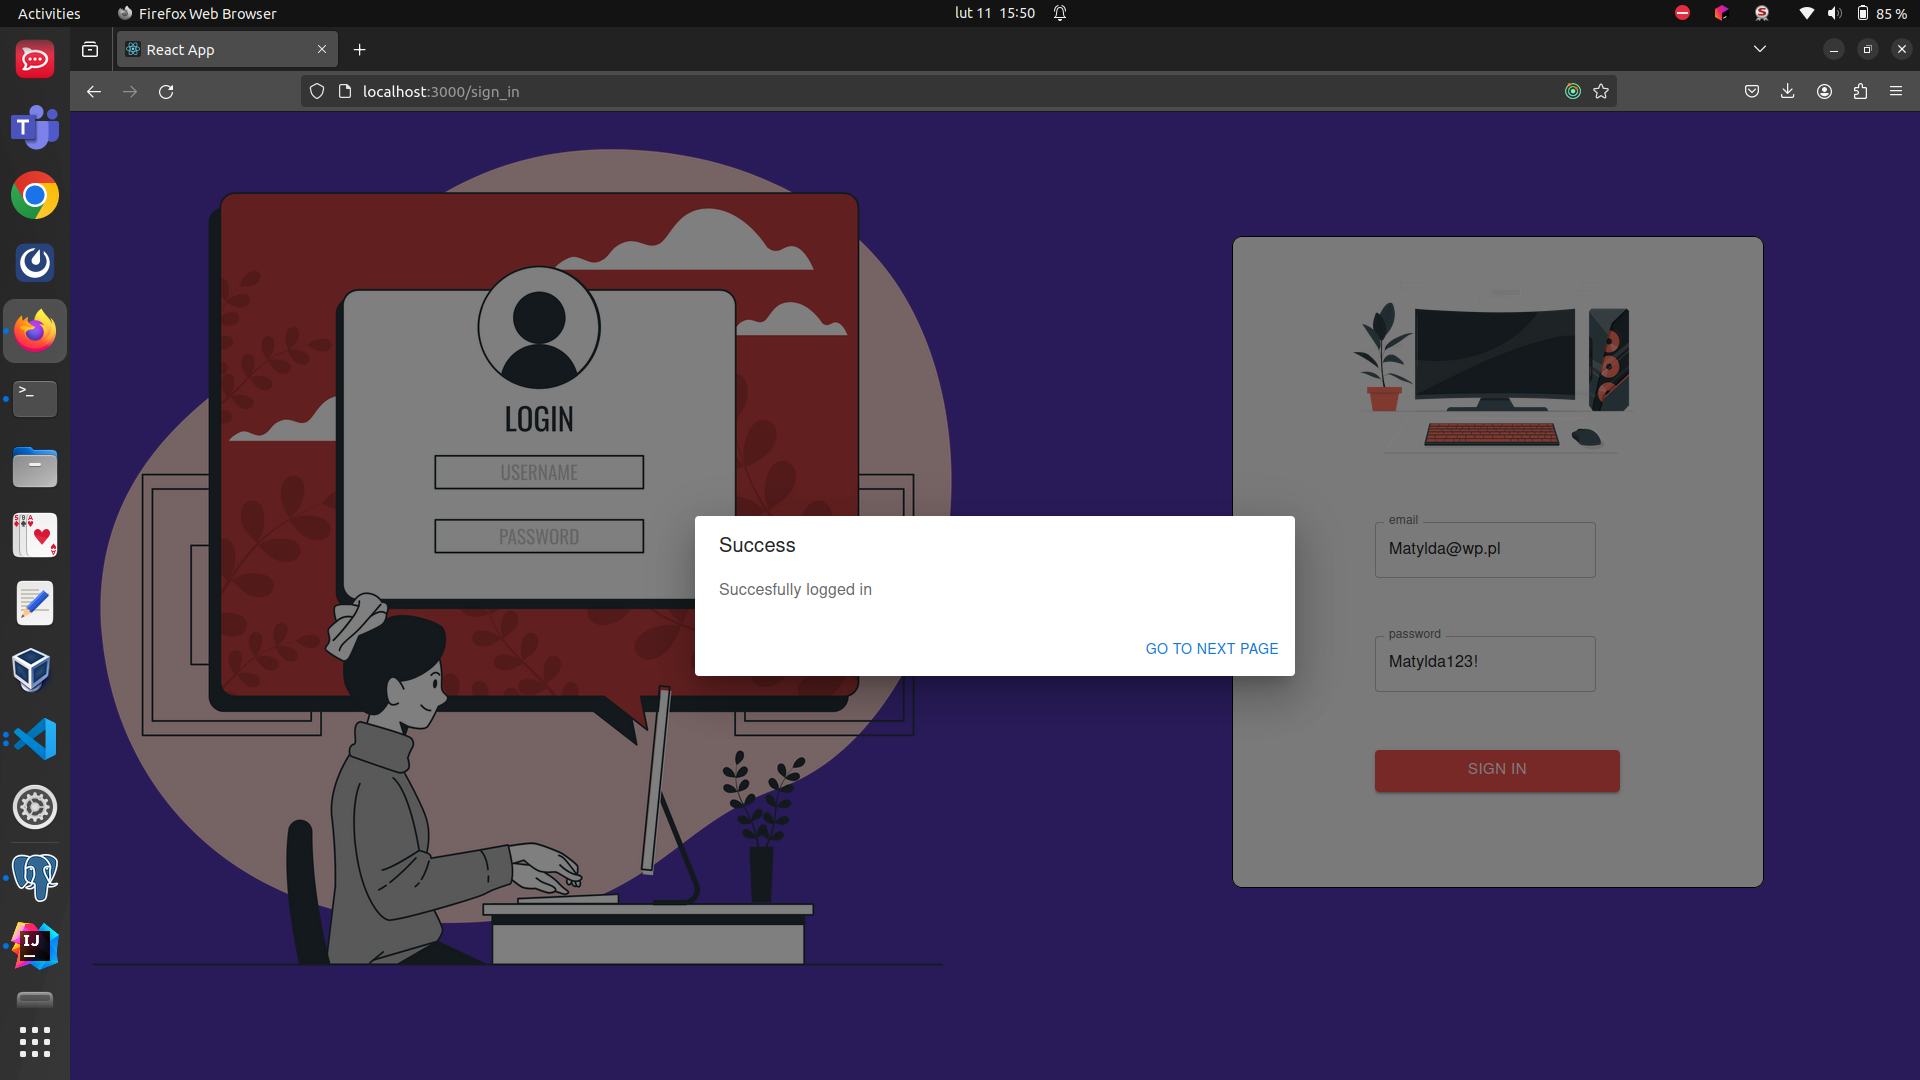 Activities
Firefox Web Browser
lut 11 15:50
85 %
React App
localhost:3000/sign_in
LOGIN
USERNAME
PASSWORD
Success
Succesfully logged in
GO TO NEXT PAGE
email
Matylda@wp.pl
password
Matylda123!
SIGN IN